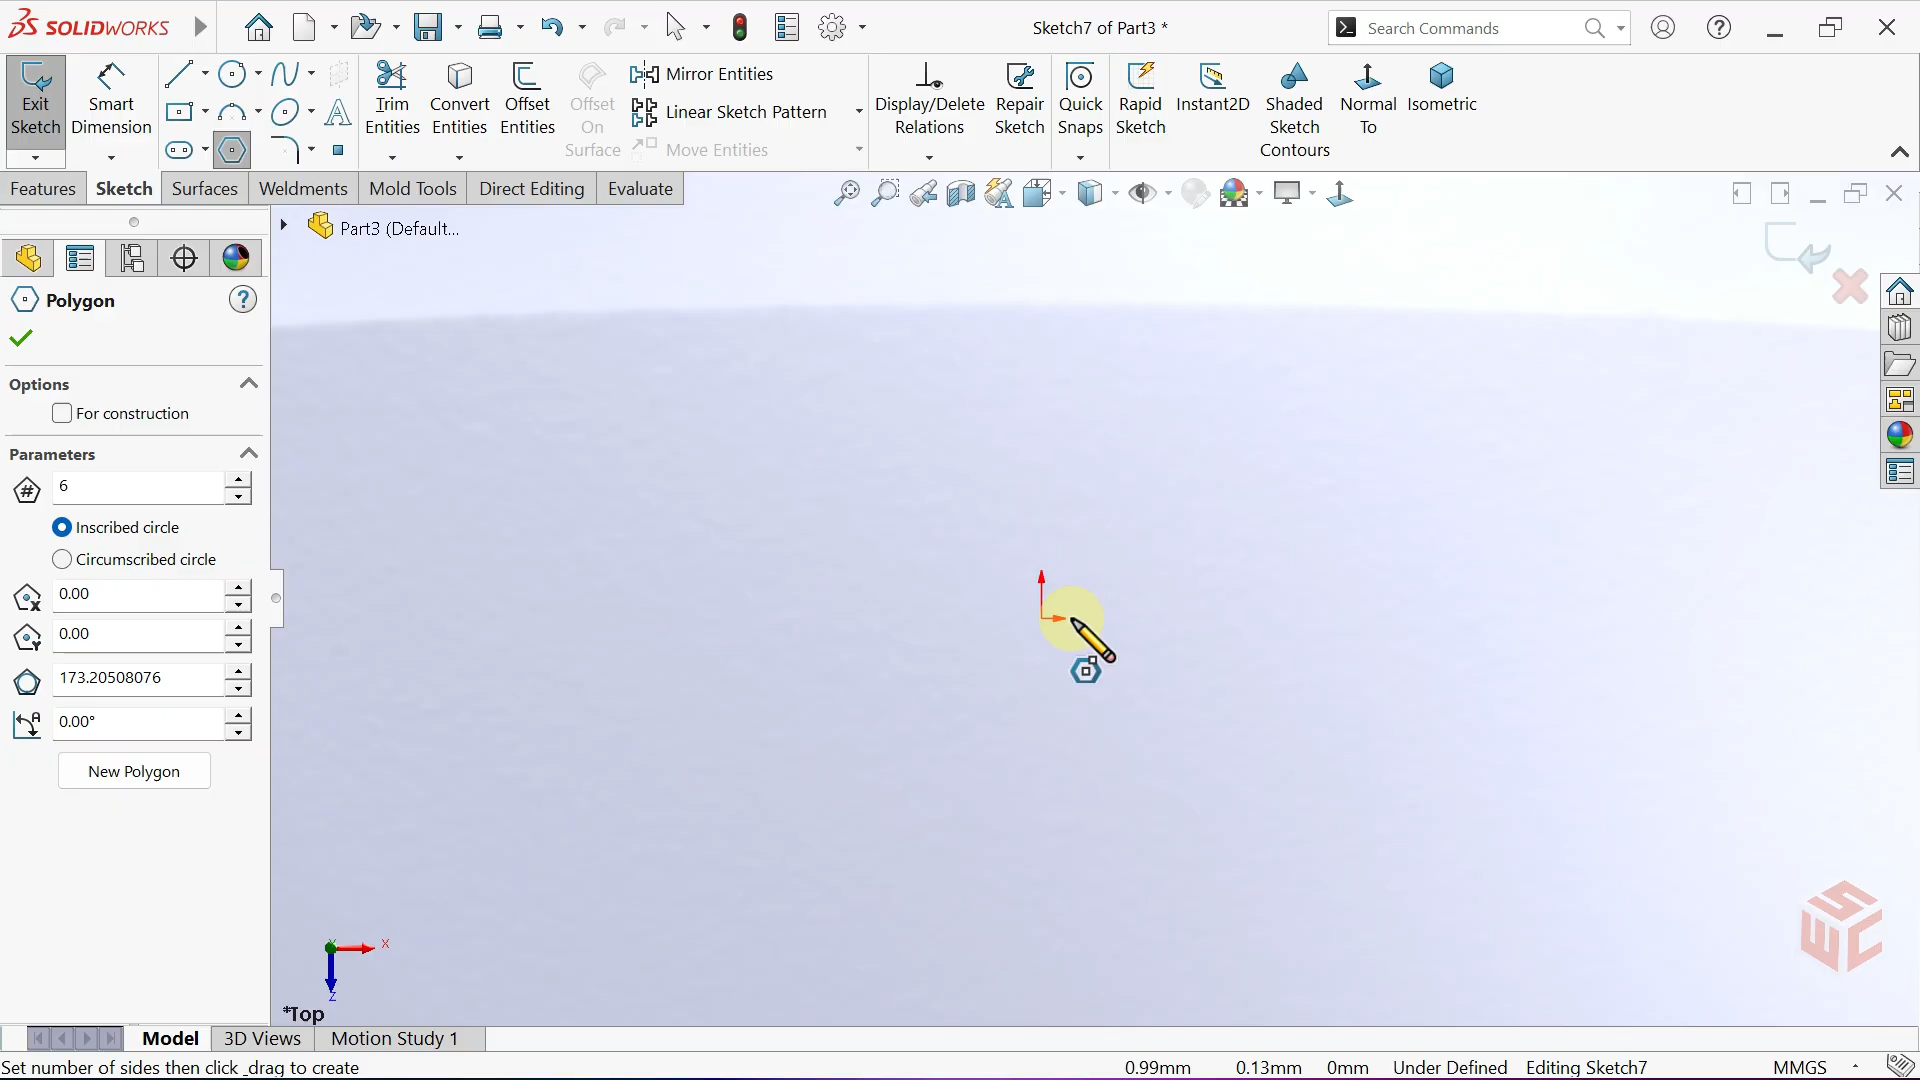 SOLIDWORKS
Sketch7 of Part3 *
Search Commands
Exit
Sketch
Smart
Dimension
Trim
Entities
Convert
Entities
Offset
Entities
Offset
On
Surface
Mirror Entities
Linear Sketch Pattern
Move Entities
Display/Delete
Relations
Repair
Sketch
Quick
Snaps
Rapid
Sketch
Instant2D
Shaded
Sketch
Contours
Normal
To
Isometric
Features
Sketch
Surfaces
Weldments
Mold Tools
Direct Editing
Evaluate
Part3 (Default...
Polygon
Options
For construction
Parameters
6
Inscribed circle
Circumscribed circle
0.00
0.00
173.20508076
0.00°
New Polygon
X
Y
Z
*Top
SWC
Model
3D Views
Motion Study 1
Set number of sides then click _drag to create
0.99mm
0.13mm
0mm
Under Defined
Editing Sketch7
MMGS